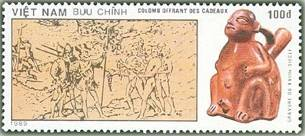 VIỆT NAM BƯU CHÍNH
COLOMB OFFRANT DES CADEAUX
100đ
1989